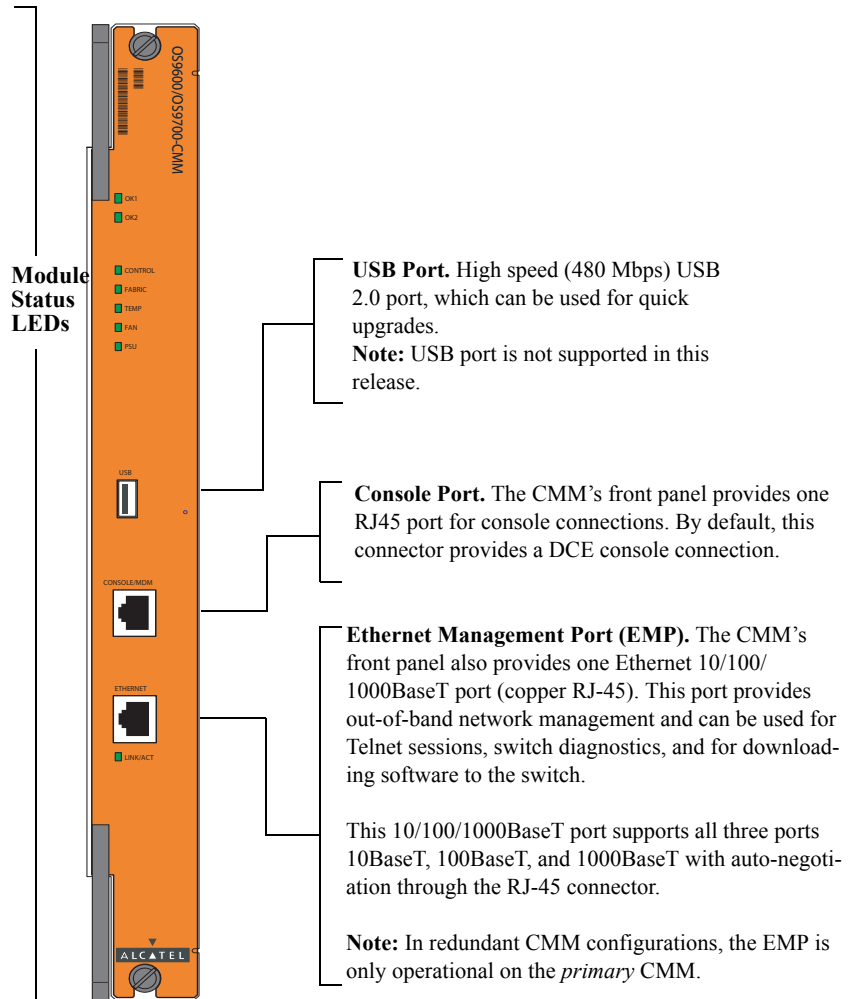 OS9600/OS9700-CMM
OK1
OK2
CONTROL
FABRIC
TEMP
FAN
PSU
Module
Status
LEDs
USB
CONSOLE/MDM
ETHERNET
LINK/ACT
ALCATEL
USB Port. High speed (480 Mbps) USB
2.0 port, which can be used for quick
upgrades.
Note: USB port is not supported in this
release.
Console Port. The CMM’s front panel provides one
RJ45 port for console connections. By default, this
connector provides a DCE console connection.
Ethernet Management Port (EMP). The CMM’s
front panel also provides one Ethernet 10/100/
1000BaseT port (copper RJ-45). This port provides
out-of-band network management and can be used for
Telnet sessions, switch diagnostics, and for download-
ing software to the switch.
This 10/100/1000BaseT port supports all three ports
10BaseT, 100BaseT, and 1000BaseT with auto-negoti-
ation through the RJ-45 connector.
Note: In redundant CMM configurations, the EMP is
only operational on the primary CMM.